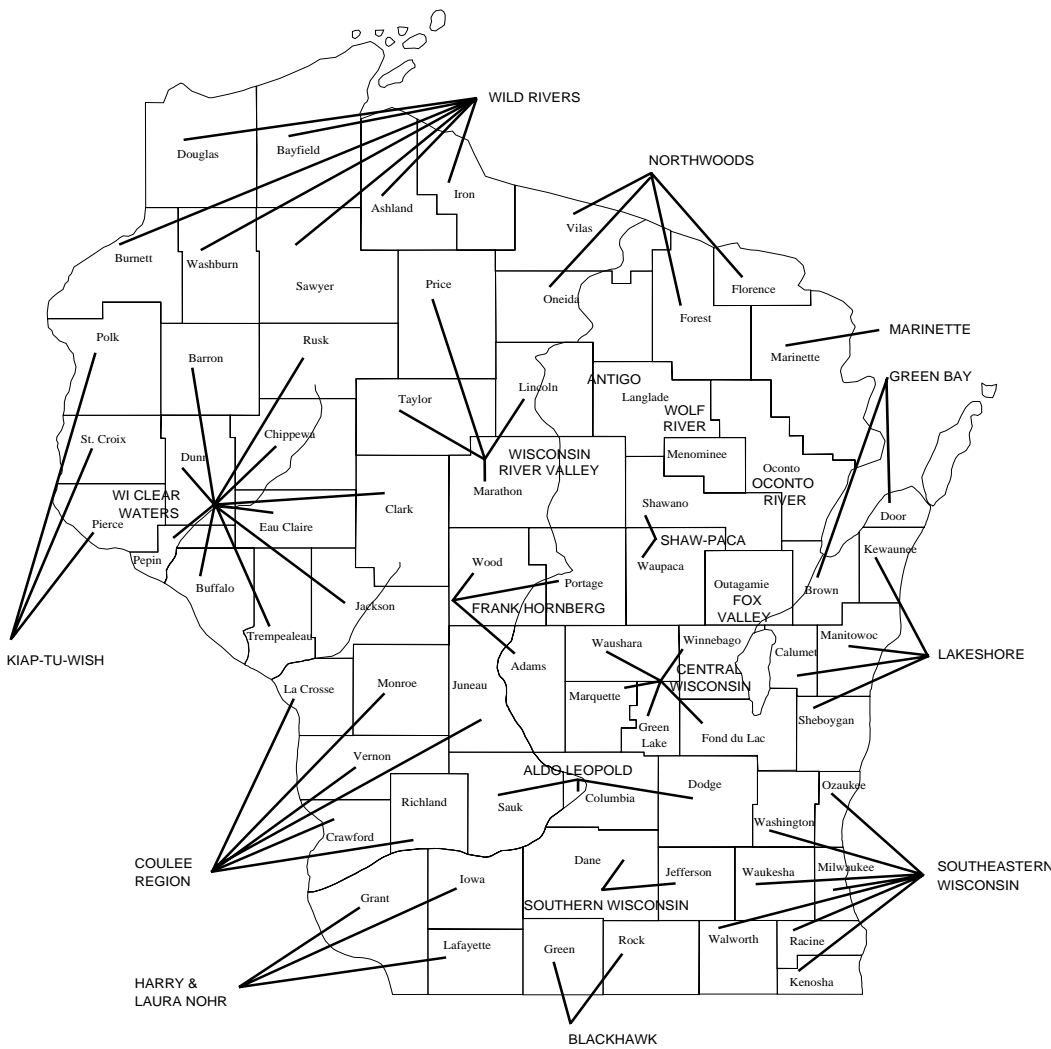 WILD RIVERS
Douglas
Bayfield
NORTHWOODS
Ashland
Iron
Vilas
Burnett
Washburn
Sawyer
Price
Oneida
Florence
Forest
MARINETTE
Polk
Barron
Rusk
Marinette
GREEN BAY
ANTIGO
Lincoln
Langlade
Taylor
WOLF
RIVER
St. Croix
Chippewa
Dunn
WISCONSIN
RIVER VALLEY
Menominee
Oconto
OCONTO
RIVER
Marathon
WI CLEAR
WATERS
Clark
Shawano
Door
Pierce
Eau Claire
SHAW-PACA
Kewaunee
Pepin
Wood
Waupaca
Buffalo
Portage
Outagamie
Brown
FOX
VALLEY
Jackson
FRANK HORNBERG
Trempealeau
Waushara
Winnebago
Manitowoc
Calumet
LAKESHORE
KIAP-TU-WISH
Adams
CENTRAL
WISCONSIN
La Crosse
Monroe
Juneau
Marquette
Green
Lake
Sheboygan
Fond du Lac
Vernon
ALDO LEOPOLD
Richland
Sauk
Columbia
Dodge
Ozaukee
Crawford
Washington
COULEE
REGION
Dane
Jefferson
Waukesha
Milwaukee
SOUTHEASTERN
WISCONSIN
Iowa
Grant
SOUTHERN WISCONSIN
Lafayette
Green
Rock
Walworth
Racine
HARRY &
LAURA NOHR
Kenosha
BLACKHAWK